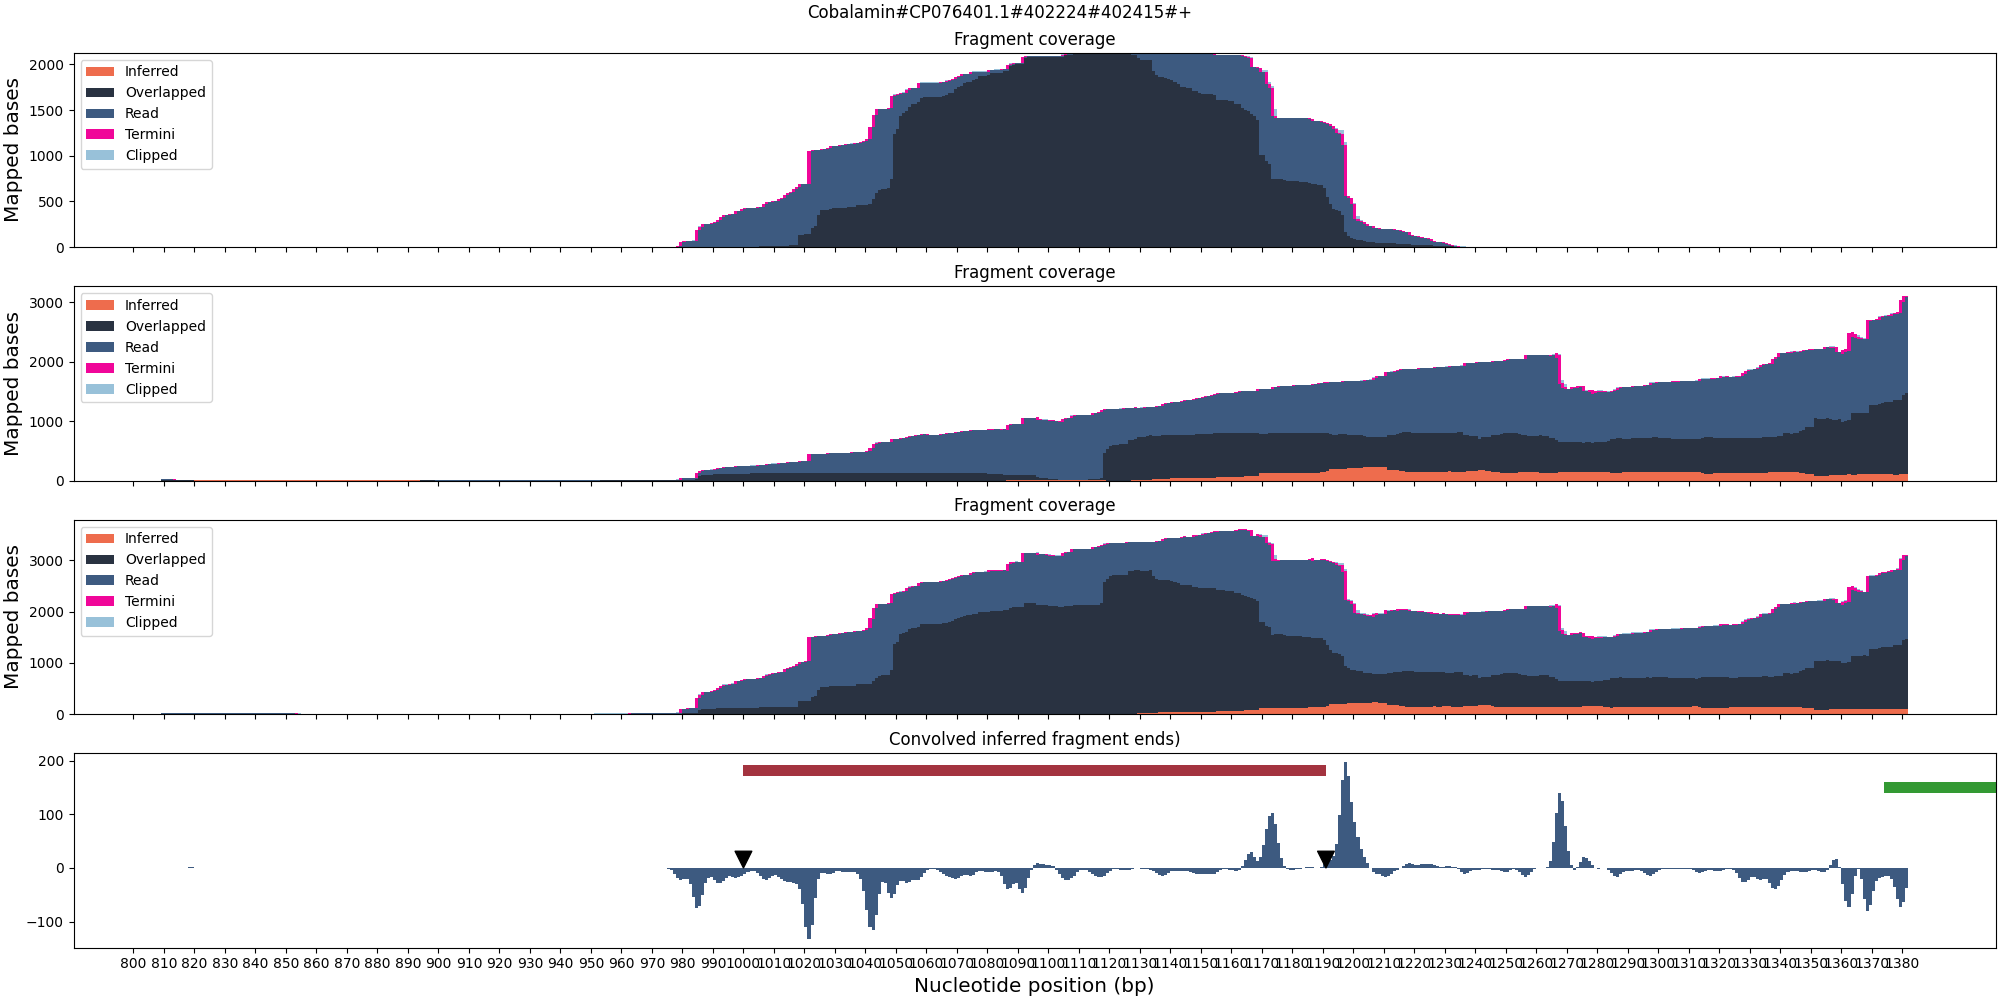 Cobalamin#CP076401.1#402224#402415#+
Fragment coverage
Mapped bases
2000
1500
1000
500
0
Inferred
Overlapped
Read
Termini
Clipped
Fragment coverage
Mapped bases
3000
2000
1000
0
Inferred
Overlapped
Read
Termini
Clipped
Fragment coverage
Mapped bases
3000
2000
1000
0
Inferred
Overlapped
Read
Termini
Clipped
Convolved inferred fragment ends)
200
100
0
−100
800 810 820 830 840 850 860 870 880 890 900 910 920 930 940 950 960 970 980 990 1000 1010 1020 1030 1040 1050 1060 1070 1080 1090 1100 1110 1120 1130 1140 1150 1160 1170 1180 1190 1200 1210 1220 1230 1240 1250 1260 1270 1280 1290 1300 1310 1320 1330 1340 1350 1360 1370 1380
Nucleotide position (bp)